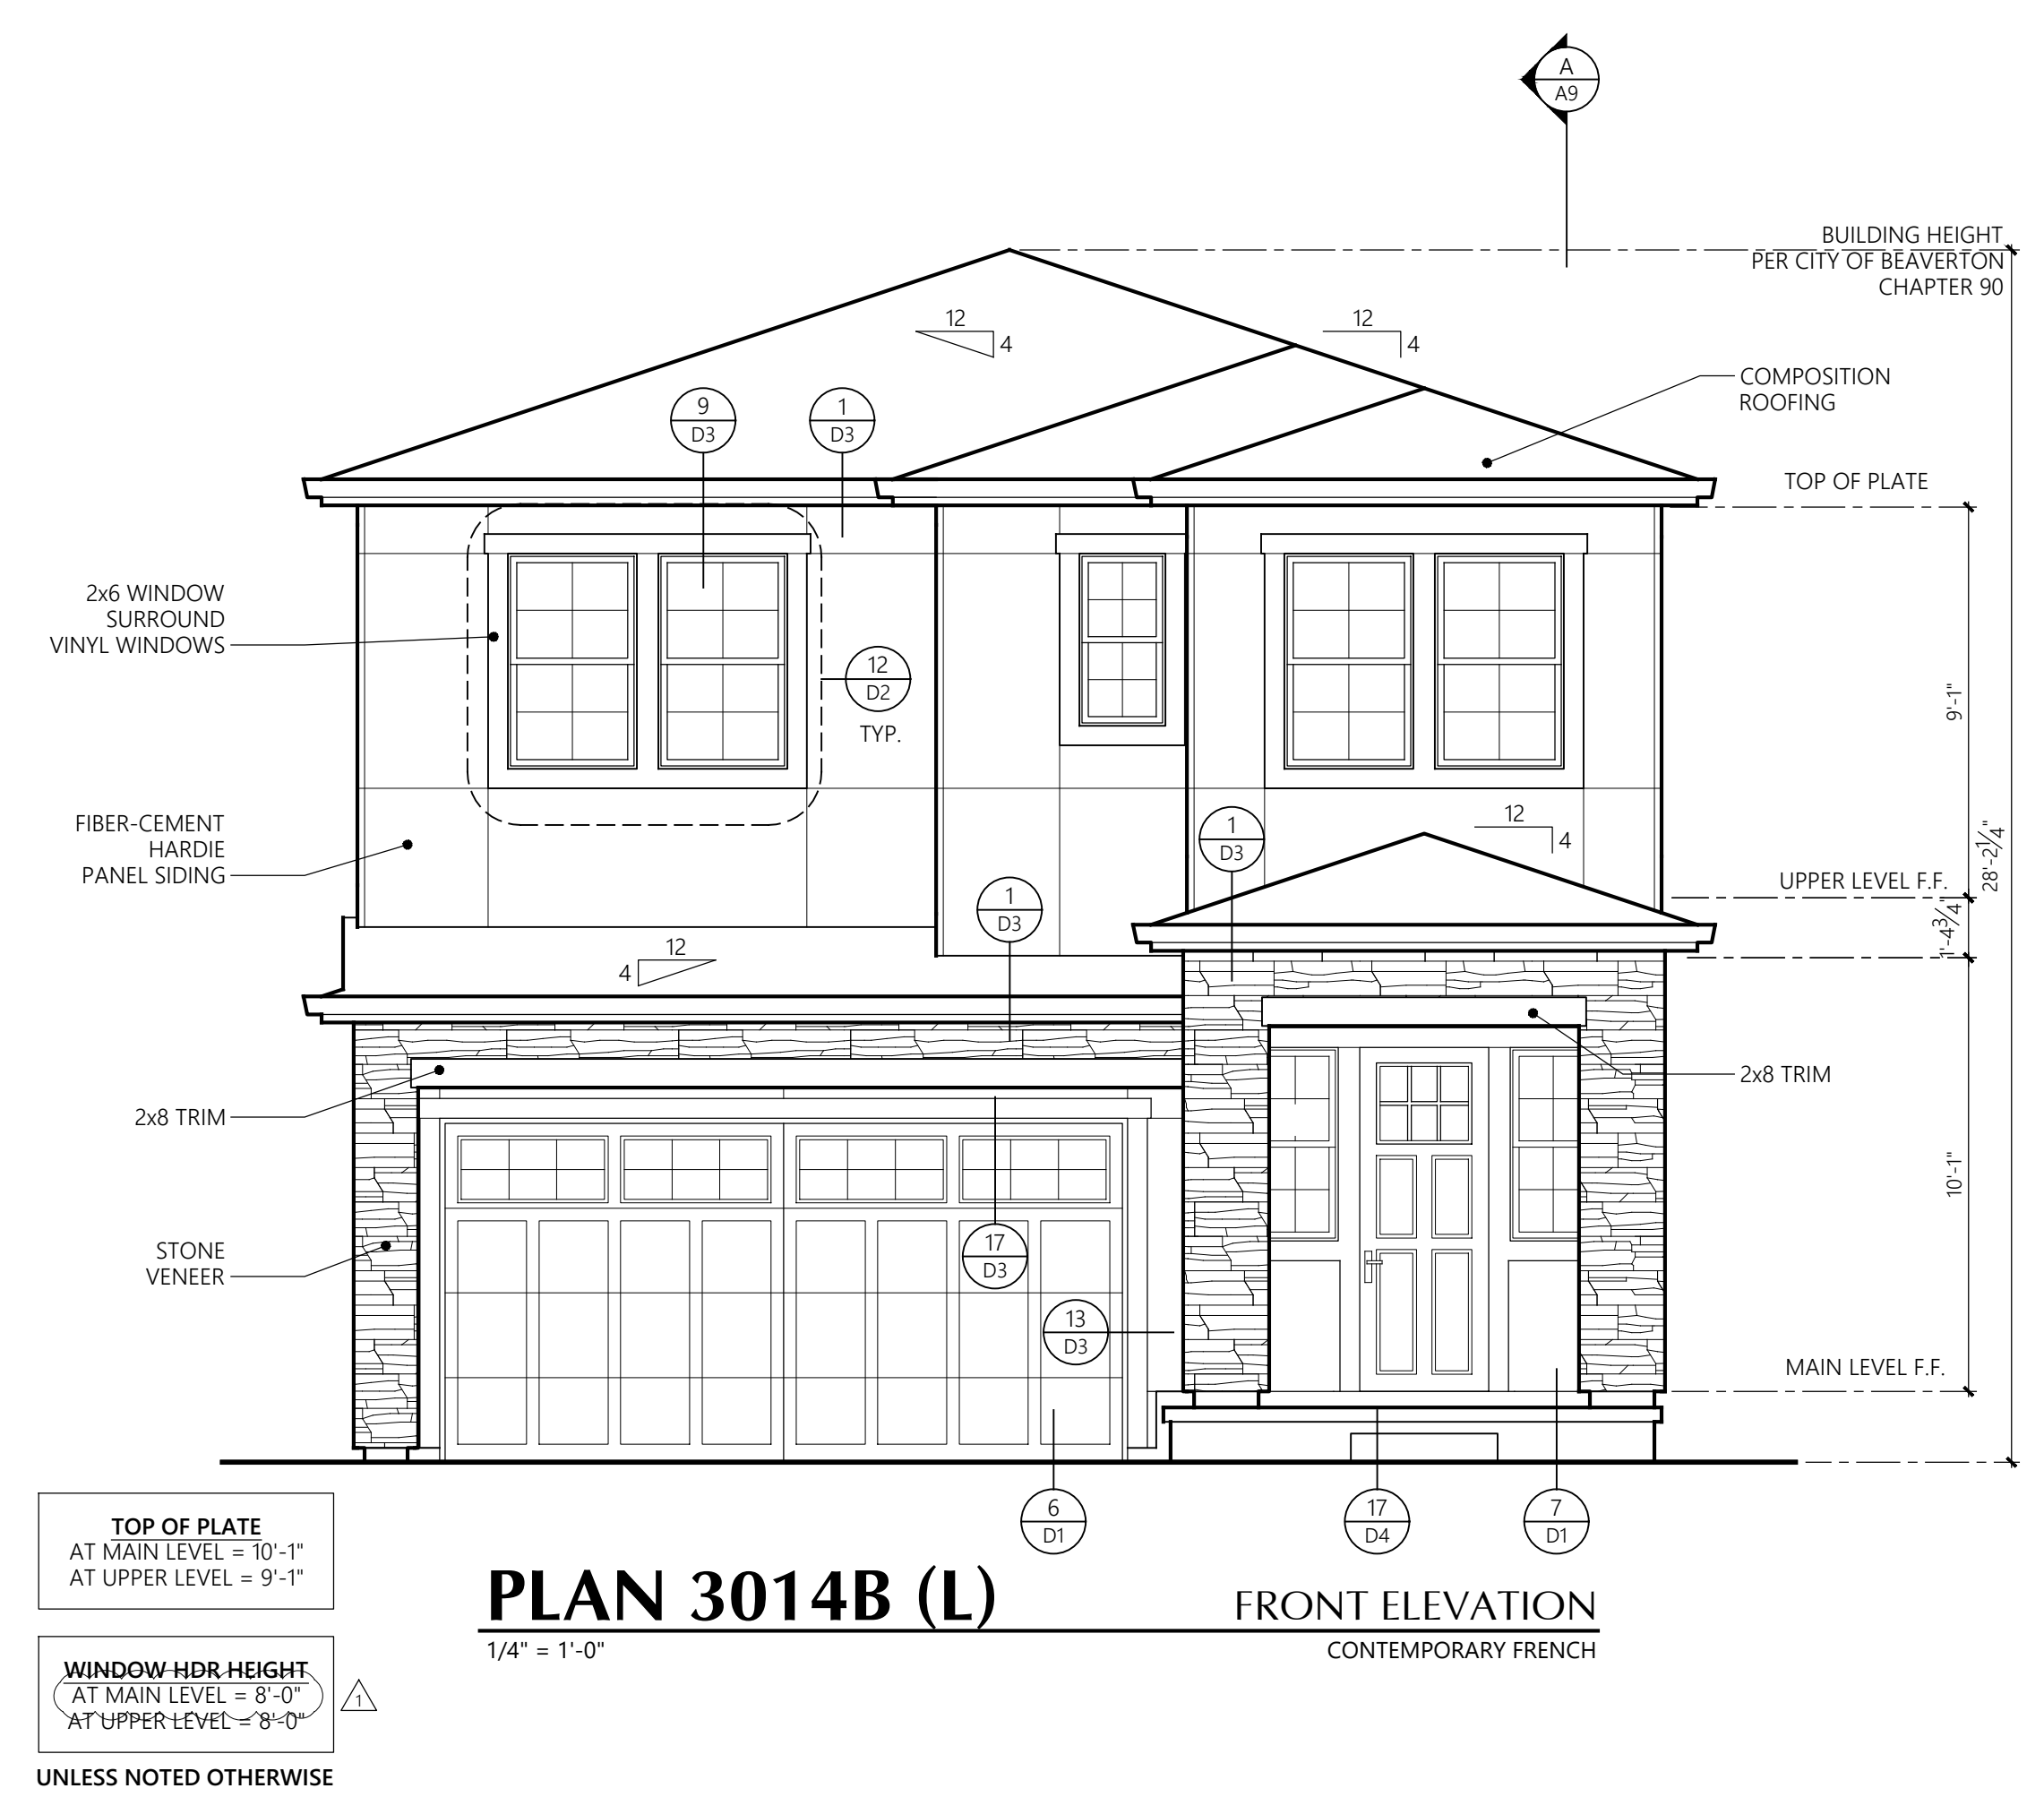 A
A9
BUILDING HEIGHT
PER CITY OF BEAVERTON
CHAPTER 90
12
4
12
4
COMPOSITION
ROOFING
9
D3
1
D3
TOP OF PLATE
2x6 WINDOW
SURROUND
VINYL WINDOWS
12
D2
TYP.
9'-1"
FIBER-CEMENT
HARDIE
PANEL SIDING
1
D3
12
4
28'-2¼"
UPPER LEVEL F.F.
1'-4¾"
1
D3
12
4
2x8 TRIM
2x8 TRIM
10'-1"
STONE
VENEER
17
D3
13
D3
MAIN LEVEL F.F.
6
D1
17
D4
7
D1
TOP OF PLATE
AT MAIN LEVEL = 10'-1"
AT UPPER LEVEL = 9'-1"
PLAN 3014B (L)
FRONT ELEVATION
1/4" = 1'-0"
CONTEMPORARY FRENCH
WINDOW HDR HEIGHT
AT MAIN LEVEL = 8'-0"
AT UPPER LEVEL = 8'-0"
1
UNLESS NOTED OTHERWISE